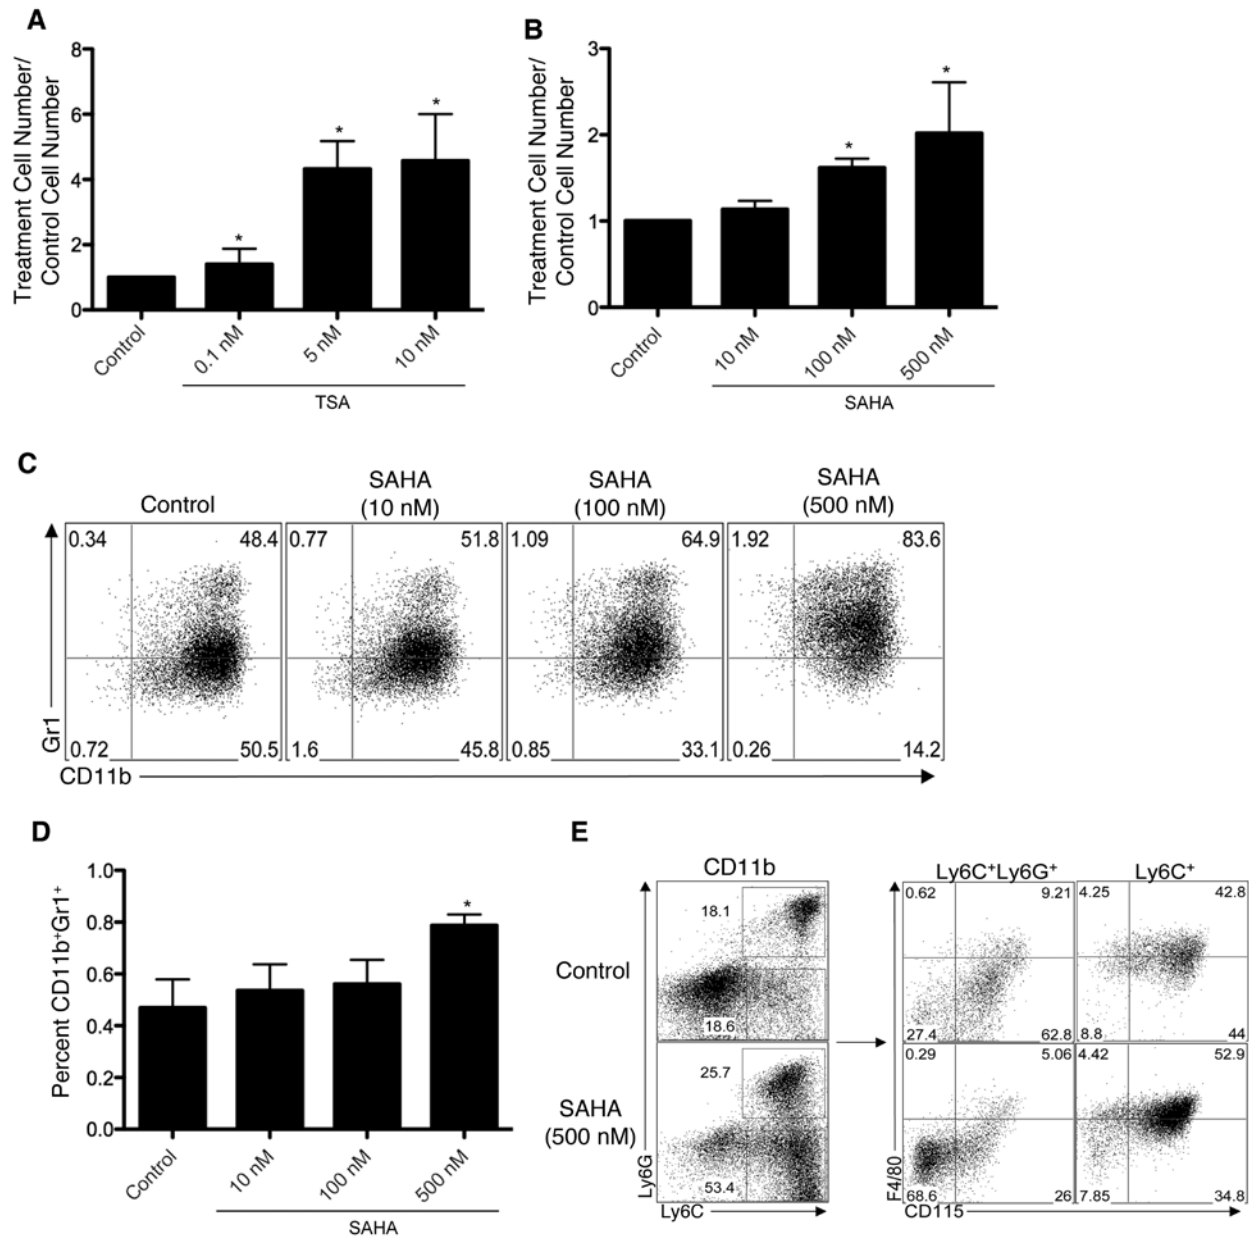 A
Treatment Cell Number/
Control Cell Number
8
6
4
2
0
*
*
*
Control
0.1 nM
5 nM
10 nM
TSA
B
Treatment Cell Number/
Control Cell Number
3
2
1
0
*
*
Control
10 nM
100 nM
500 nM
SAHA
C
Control
SAHA
(10 nM)
SAHA
(100 nM)
SAHA
(500 nM)
0.34 48.4
0.77 51.8
1.09 64.9
1.92 83.6
0.72 50.5
1.6 45.8
0.85 33.1
0.26 14.2
Gr1
CD11b
D
Percent CD11b⁺Gr1⁺
1.0
0.8
0.6
0.4
0.2
0.0
*
Control
10 nM
100 nM
500 nM
SAHA
E
CD11b
Control
18.1
18.6
SAHA
(500 nM)
25.7
53.4
Ly6G
Ly6C
Ly6C⁺Ly6G⁺
Ly6C⁺
0.62 9.21
4.25 42.8
27.4 62.8
8.8 44
0.29 5.06
4.42 52.9
68.6 26
7.85 34.8
F4/80
CD115